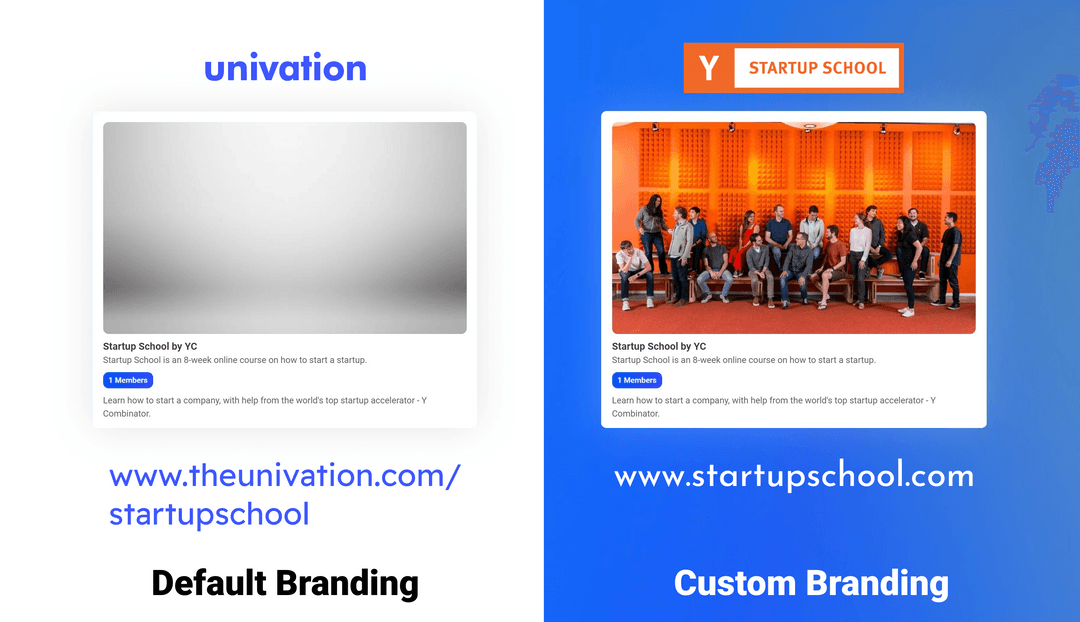 univation
Startup School by YC
Startup School is an 8-week online course on how to start a startup.
1 Members
Learn how to start a company, with help from the world's top startup accelerator - Y
Combinator.
www.theunivation.com/
startupschool
Default Branding
Y STARTUP SCHOOL
Startup School by YC
Startup School is an 8-week online course on how to start a startup.
1 Members
Learn how to start a company, with help from the world's top startup accelerator - Y
Combinator.
www.startupschool.com
Custom Branding